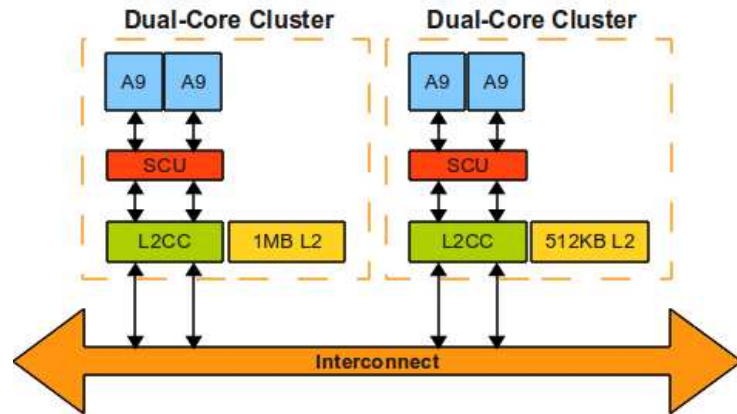 Dual-Core Cluster
Dual-Core Cluster
A9
A9
A9
A9
SCU
SCU
L2CC
1MB L2
L2CC
512KB L2
Interconnect